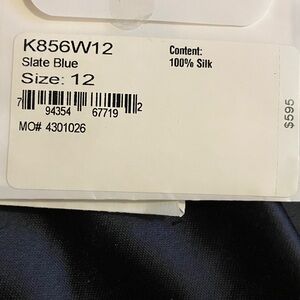 K856W12
Slate Blue
Size: 12
Content:
100% Silk
7 94354 67719 2
MO# 4301026
$595